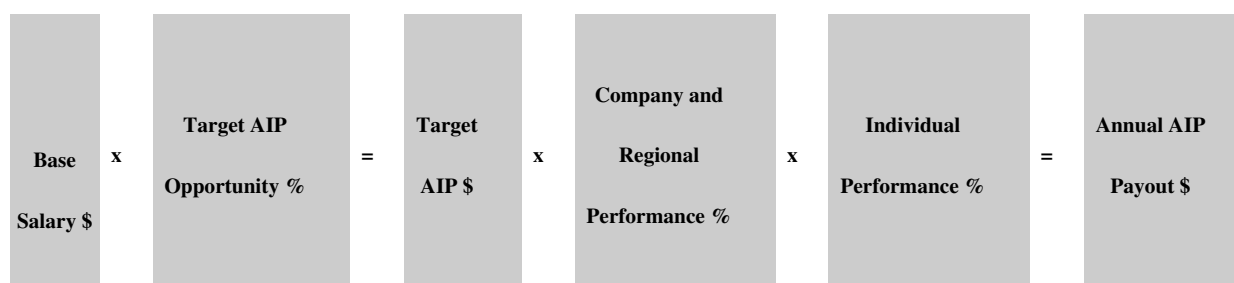 Base
Salary $
x
Target AIP
Opportunity %
=
Target
AIP $
x
Company and
Regional
Performance %
x
Individual
Performance %
=
Annual AIP
Payout $